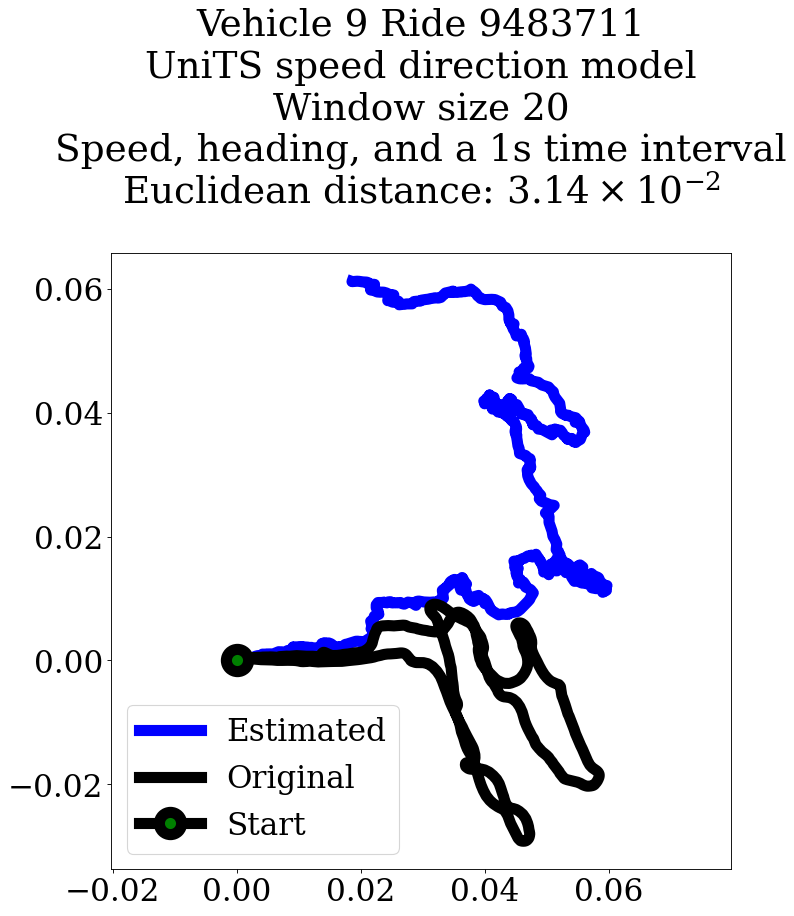 Vehicle 9 Ride 9483711
UniTS speed direction model
Window size 20
Speed, heading, and a 1s time interval
Euclidean distance: 3.14 × 10⁻²
0.06
0.04
0.02
0.00
−0.02
Estimated
Original
Start
−0.02 0.00 0.02 0.04 0.06